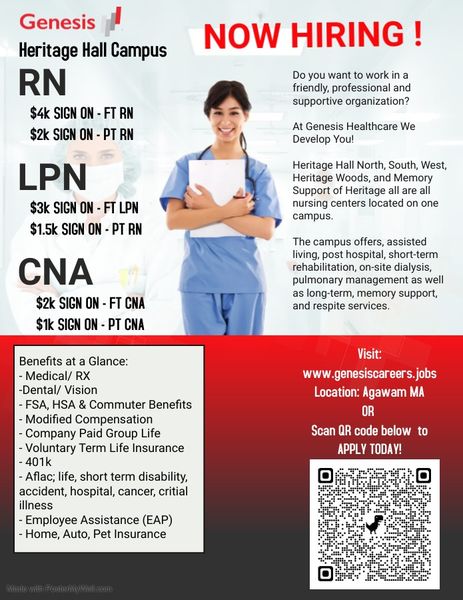 Genesis
Heritage Hall Campus
NOW HIRING !
RN
$4k SIGN ON - FT RN
$2k SIGN ON - PT RN
LPN
$3k SIGN ON - FT LPN
$1.5k SIGN ON - PT RN
CNA
$2k SIGN ON - FT CNA
$1k SIGN ON - PT CNA
Do you want to work in a
friendly, professional and
supportive organization?
At Genesis Healthcare We
Develop You!
Heritage Hall North, South, West,
Heritage Woods, and Memory
Support of Heritage all are all
nursing centers located on one
campus.
The campus offers, assisted
living, post hospital, short-term
rehabilitation, on-site dialysis,
pulmonary management as well
as long-term, memory support,
and respite services.
Benefits at a Glance:
- Medical/ RX
-Dental/ Vision
- FSA, HSA & Commuter Benefits
- Modified Compensation
- Company Paid Group Life
- Voluntary Term Life Insurance
- 401k
- Aflac; life, short term disability,
accident, hospital, cancer, critial
illness
- Employee Assistance (EAP)
- Home, Auto, Pet Insurance
Visit:
www.genesiscareers.jobs
Location: Agawam MA
OR
Scan QR code below to
APPLY TODAY!
Made with PosterMyWall.com